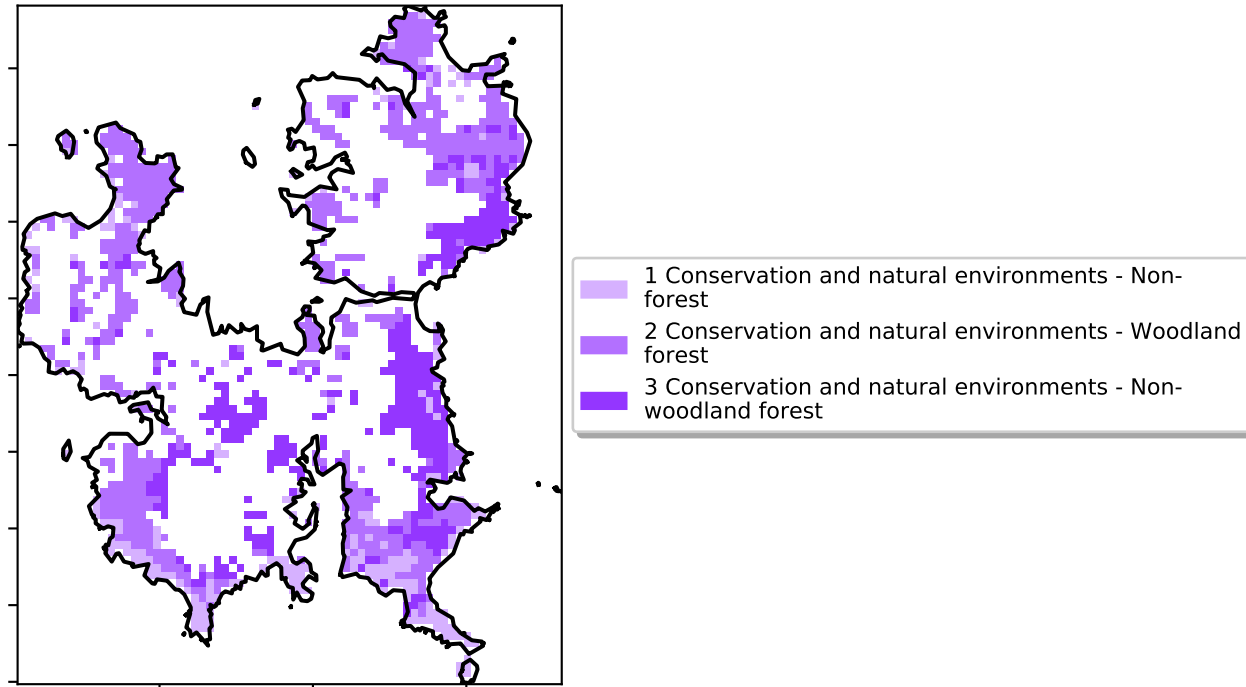 1 Conservation and natural environments - Non-
forest
2 Conservation and natural environments - Woodland
forest
3 Conservation and natural environments - Non-
woodland forest